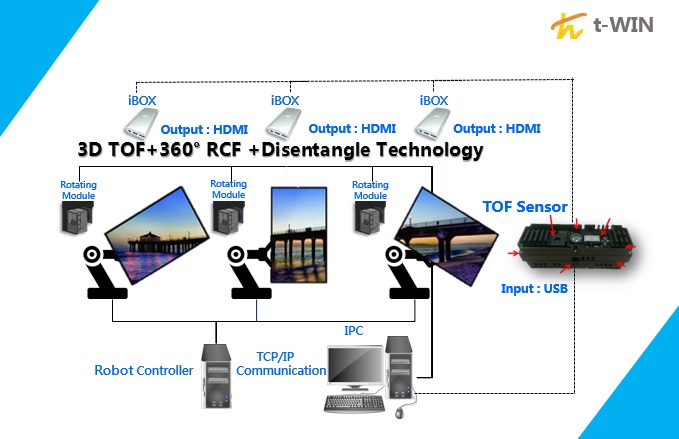 t-WIN
iBOX
iBOX
iBOX
Output : HDMI
Output : HDMI
Output : HDMI
3D TOF+360° RCF +Disentangle Technology
Rotating
Module
Rotating
Module
Rotating
Module
TOF Sensor
Input : USB
IPC
Robot Controller
TCP/IP
Communication